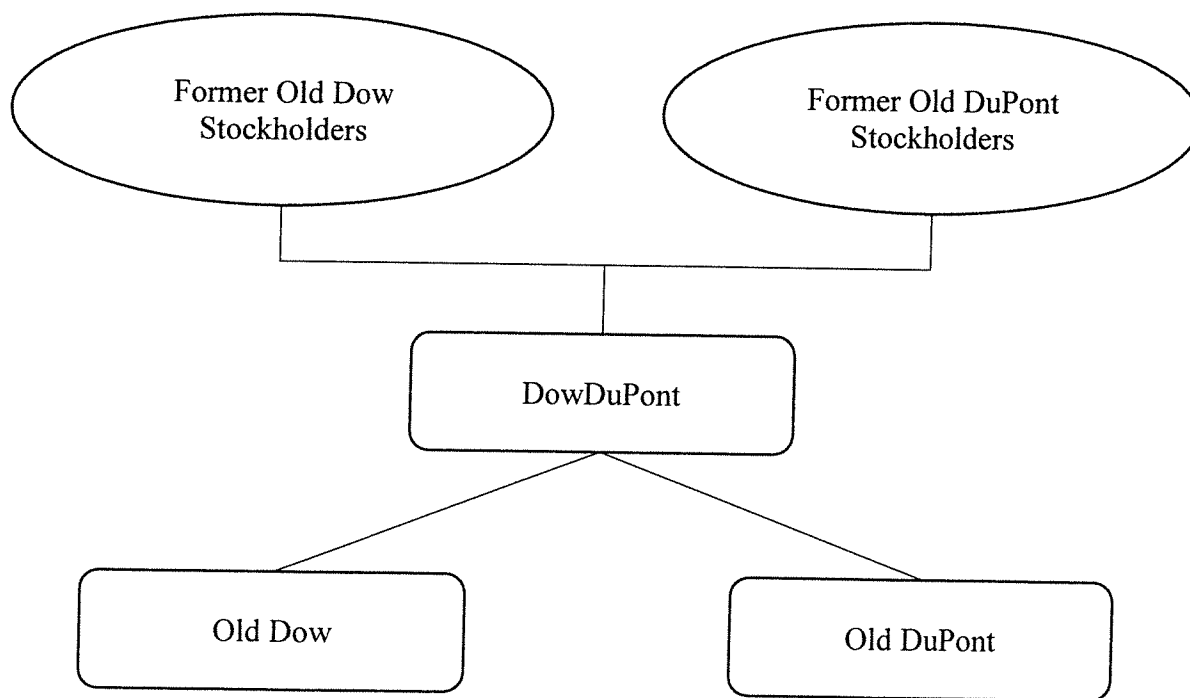 Former Old Dow
Stockholders
Former Old DuPont
Stockholders
DowDuPont
Old Dow
Old DuPont